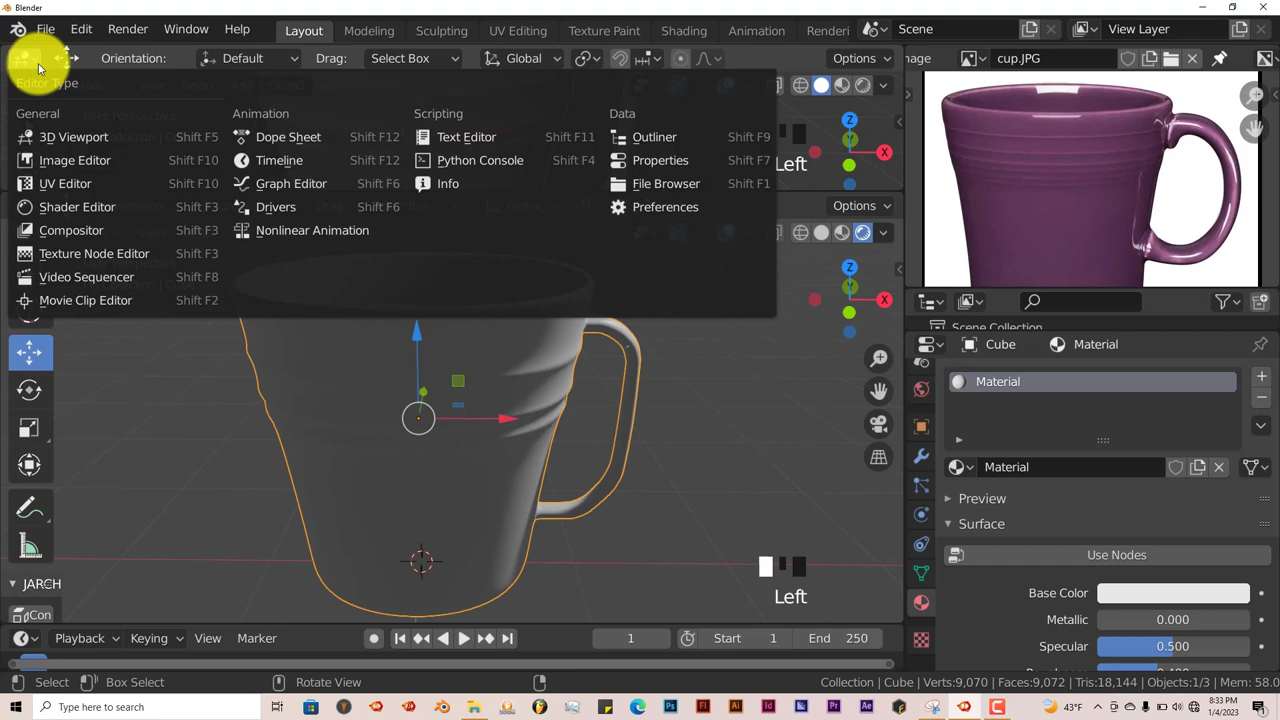 Blender
File Edit Render Window Help Layout Modeling Sculpting UV Editing Texture Paint Shading Animation Renderi Scene View Layer
Orientation: Default Drag: Select Box Global Options mage cup.JPG
Editor Type
General Animation Scripting Data
3D Viewport Shift F5 Dope Sheet Shift F12 Text Editor Shift F11 Outliner Shift F9
Image Editor Shift F10 Timeline Shift F12 Python Console Shift F4 Properties Shift F7
UV Editor Shift F10 Graph Editor Shift F6 Info File Browser Shift F1
Shader Editor Shift F3 Drivers Shift F6 Preferences
Compositor Shift F3 Nonlinear Animation
Texture Node Editor Shift F3
Video Sequencer Shift F8
Movie Clip Editor Shift F2
Left
Options
Z
Y
X
Z
Y
X
Scene Collection
Cube Material
Material
Material
Preview
Surface
Use Nodes
Base Color
Metallic 0.000
Specular 0.500
Left
JARCH
Con
Playback Keying View Marker 1 Start 1 End 250
Select Box Select Rotate View Collection | Cube | Verts:9,070 | Faces:9,072 | Tris:18,144 | Objects:1/3 | Mem: 58.0
Type here to search 43°F 8:33 PM
1/4/2023